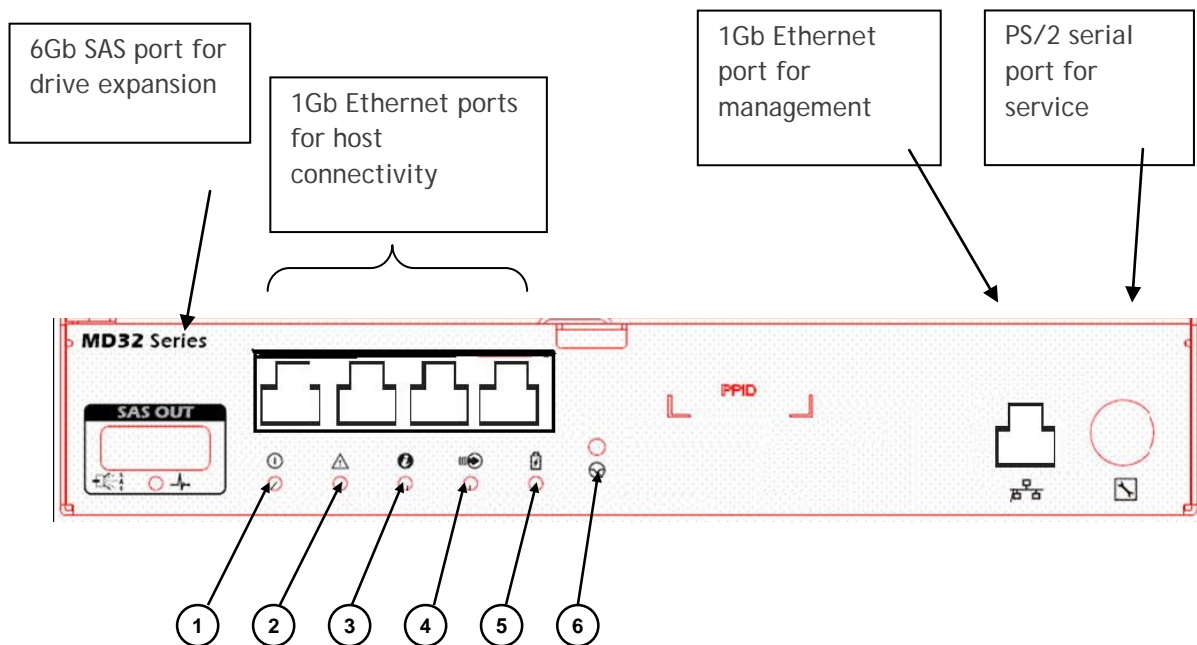 6Gb SAS port for
drive expansion
1Gb Ethernet ports
for host
connectivity
1Gb Ethernet
port for
management
PS/2 serial
port for
service
MD32 Series
SAS OUT
PPID
1
2
3
4
5
6